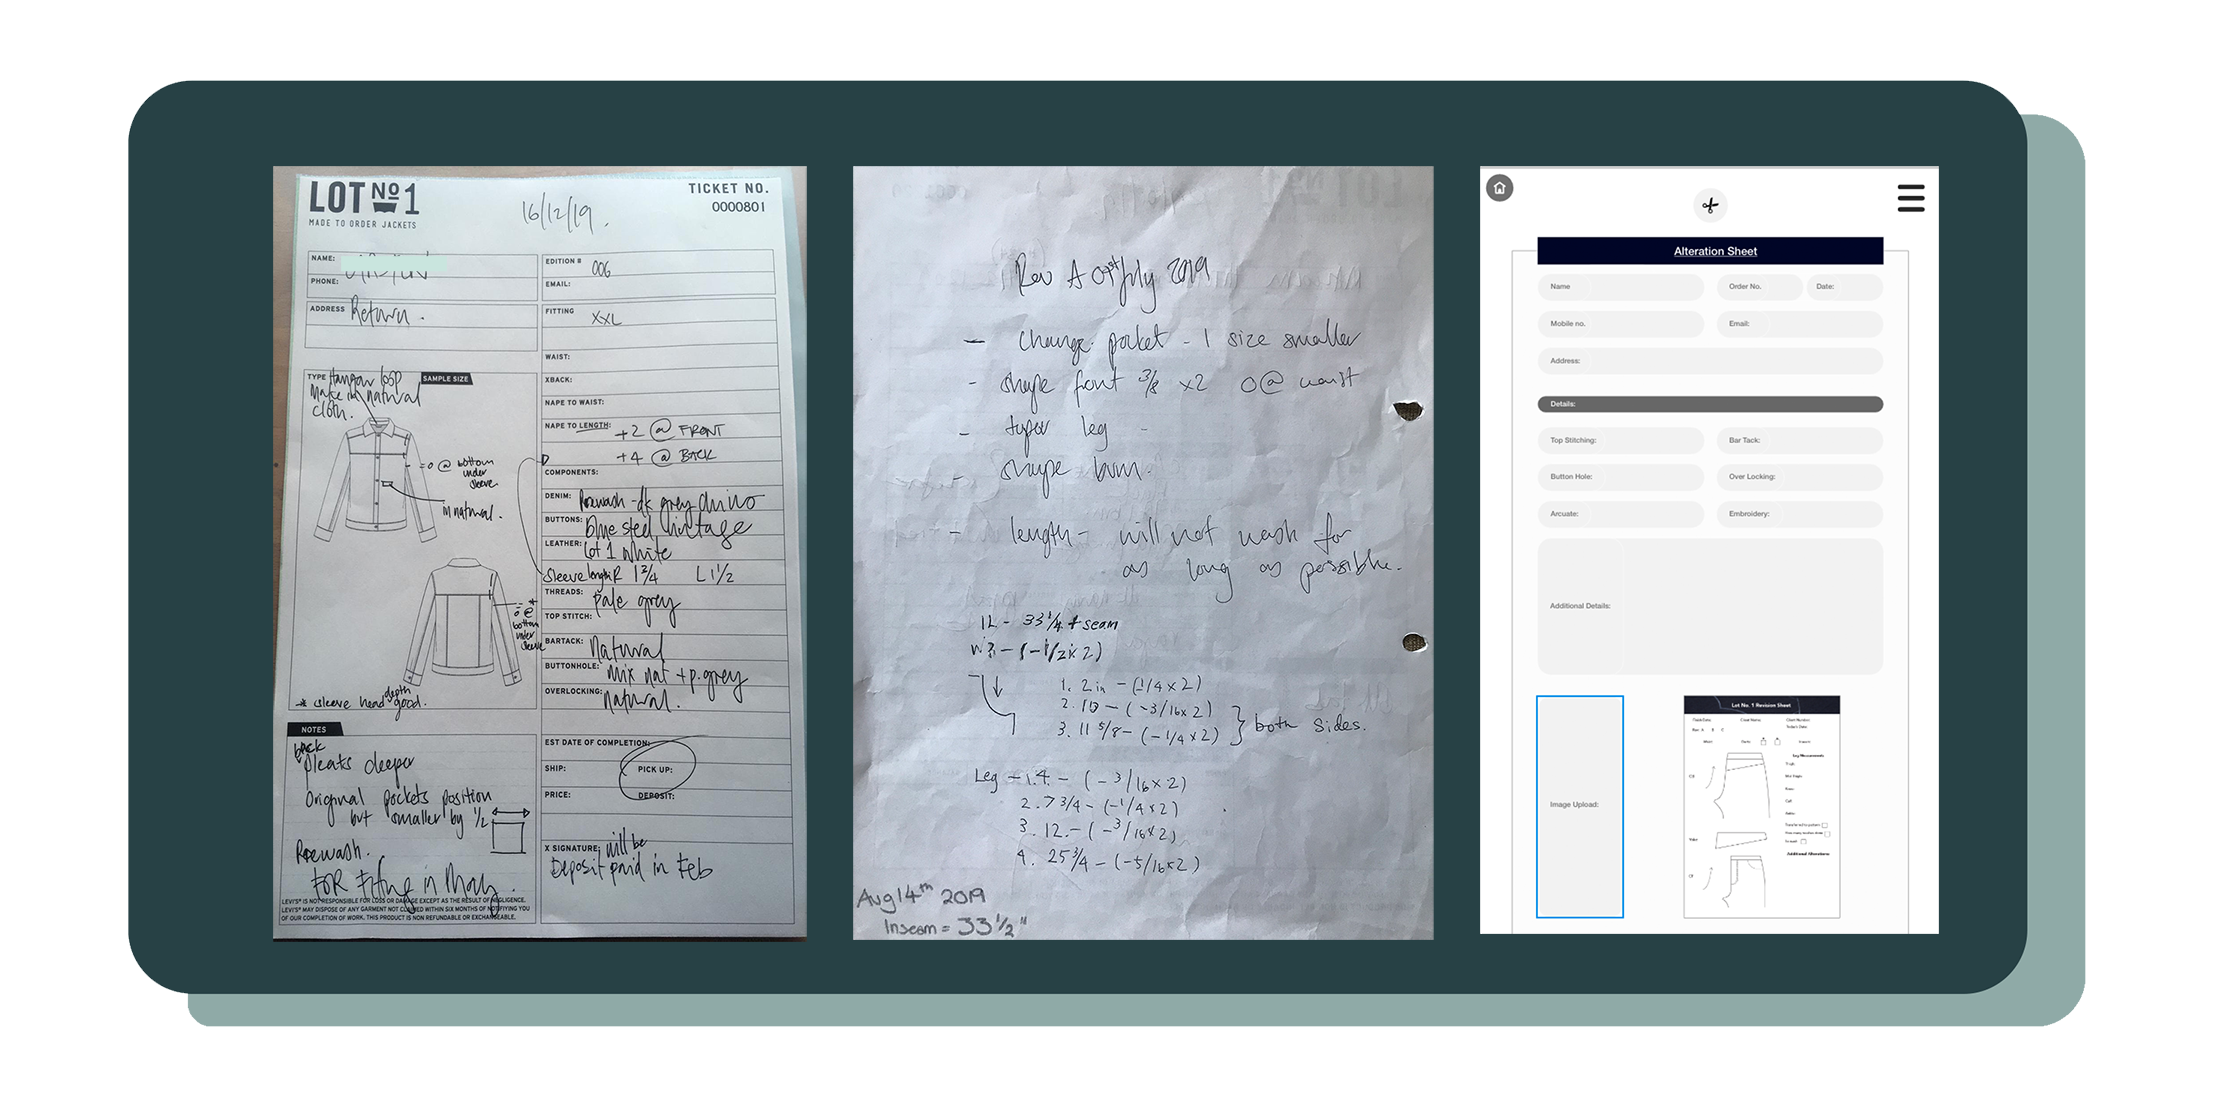 LOT Nº 1
MADE TO ORDER JACKETS
16/12/19.
TICKET NO.
0000801
NAME:
PHONE:
ADDRESS Return.
EDITION # 006
EMAIL:
FITTING XXL
WAIST:
XBACK:
NAPE TO WAIST:
NAPE TO LENGTH: +2 @ FRONT
+4 @ BACK
COMPONENTS:
DENIM: Rosewash - dk grey chino
BUTTONS: blue steel vintage
LEATHER: Lot 1 white
Sleeve length R 1 3/4 L 1 1/2
THREADS: Pale grey
TOP STITCH:
BARTACK: Natural
BUTTONHOLE: mix nat + p. grey
OVERLOCKING: natural.
EST DATE OF COMPLETION:
SHIP:
PICK UP:
PRICE:
DEPOSIT:
X SIGNATURE: will be
Deposit paid in Feb
TYPE Hangar loop
SAMPLE SIZE
Make in natural
cloth.
=0 @ bottom
under
sleeve.
in natural.
*
= 0 @
bottom
under
sleeve
* sleeve head depth good.
NOTES
back
pleats deeper
Original pockets position
but smaller by 1/2
FOR Fitting in May.
LEVI'S® IS NOT RESPONSIBLE FOR LOSS OR DAMAGE EXCEPT AS THE RESULT OF NEGLIGENCE.
LEVI'S® MAY DISPOSE OF ANY GARMENT NOT CLAIMED WITHIN SIX MONTHS OF NOTIFYING YOU
OF OUR COMPLETION OF WORK. THIS PRODUCT IS NON REFUNDABLE OR EXCHANGEABLE.
Rev A July 2019
- Change pocket - 1 size smaller
- shape front 3/8 x2 0 @ waist
- taper leg -
- shape bum.
- length - will not wash for
as long as possible.
IL - 33 1/4 + seam
1. 2in - (-1/4 x 2)
2. 10 - (-3/16 x 2)
3. 11 5/8 - (-1/4 x 2)
both sides.
Leg - 1. 4. - (-3/16 x 2)
2. 7 3/4 - (-1/4 x 2)
3. 12. - (-3/16 x 2)
4. 25 3/4 - (-5/16 x 2)
Aug 14th 2019
Inseam = 33 1/2"
Alteration Sheet
Name
Order No.
Date:
Mobile no.
Email:
Address:
Details:
Top Stitching:
Bar Tack:
Button Hole:
Over Locking:
Arcuate:
Embroidery:
Additional Details:
Image Upload:
Lot No. 1 Revision Sheet
Key Measurements
Additional Alterations